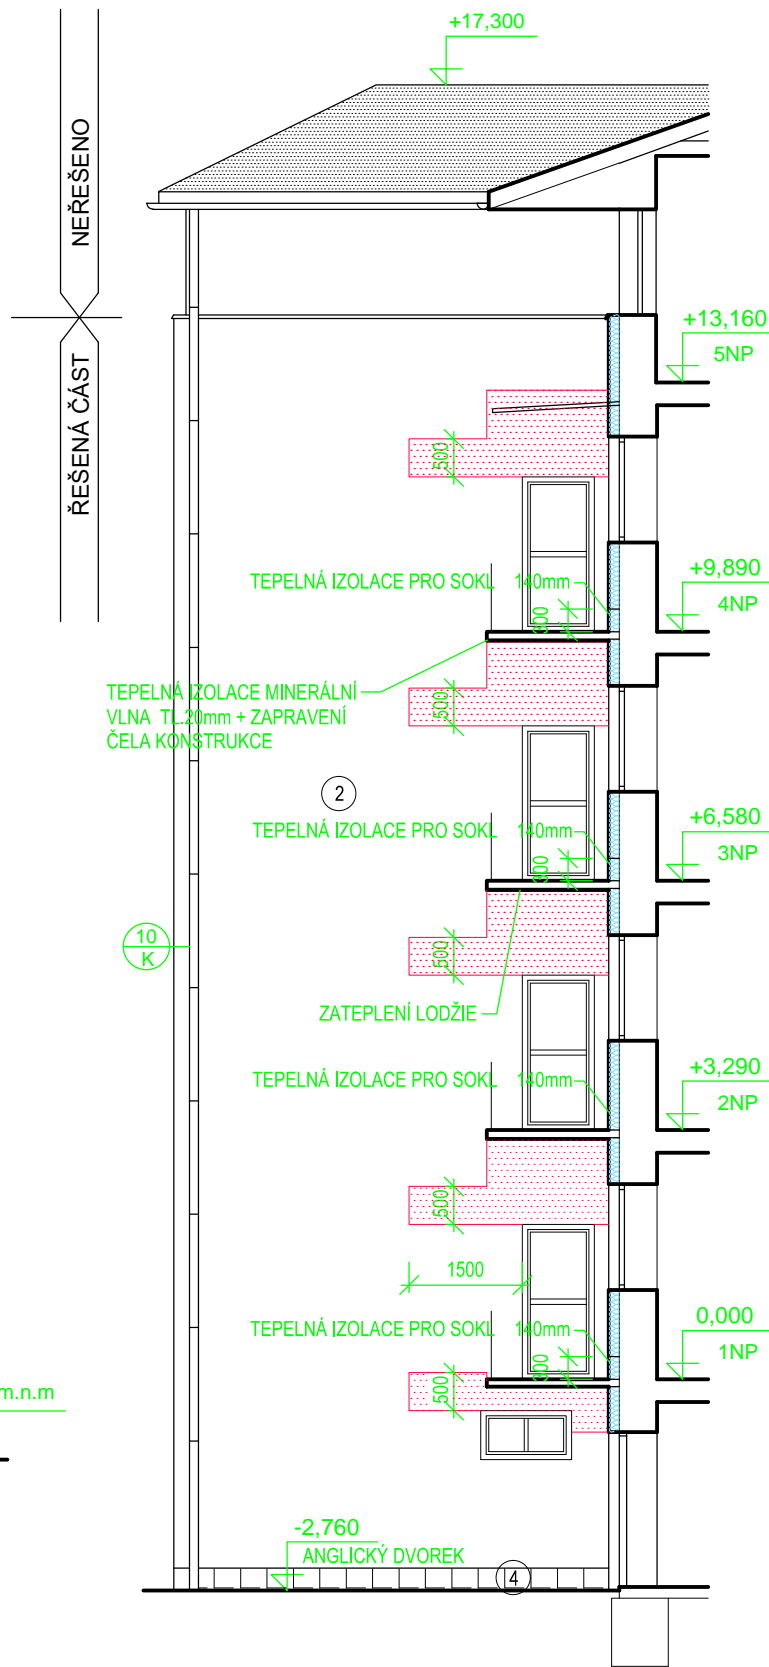 +17,300
NEŘEŠENO
ŘEŠENÁ ČÁST
+13,160
5NP
500
TEPELNÁ IZOLACE PRO SOKL 140mm
300
+9,890
4NP
TEPELNÁ IZOLACE MINERÁLNÍ
VLNA TL.20mm + ZAPRAVENÍ
ČELA KONSTRUKCE
500
2
TEPELNÁ IZOLACE PRO SOKL 140mm
300
+6,580
3NP
10
K
500
ZATEPLENÍ LODŽIE
TEPELNÁ IZOLACE PRO SOKL 140mm
+3,290
2NP
500
1500
TEPELNÁ IZOLACE PRO SOKL 140mm
300
0,000
1NP
m.n.m
500
-2,760
ANGLICKÝ DVOREK
4